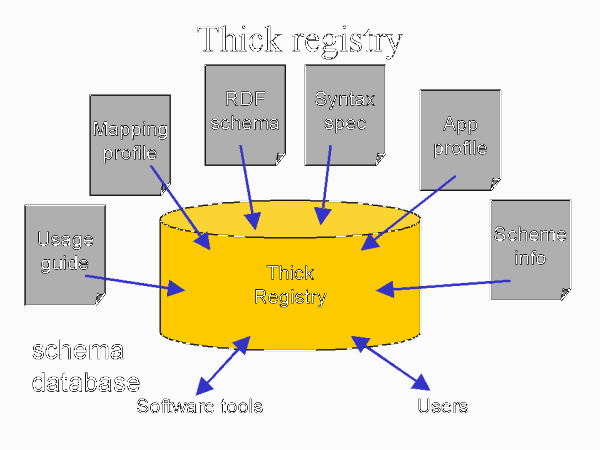 Thick registry
RDF
schema
Syntax
spec
Mapping
profile
App
profile
Usage
guide
Scheme
info
Thick
Registry
schema
database
Software tools
Users